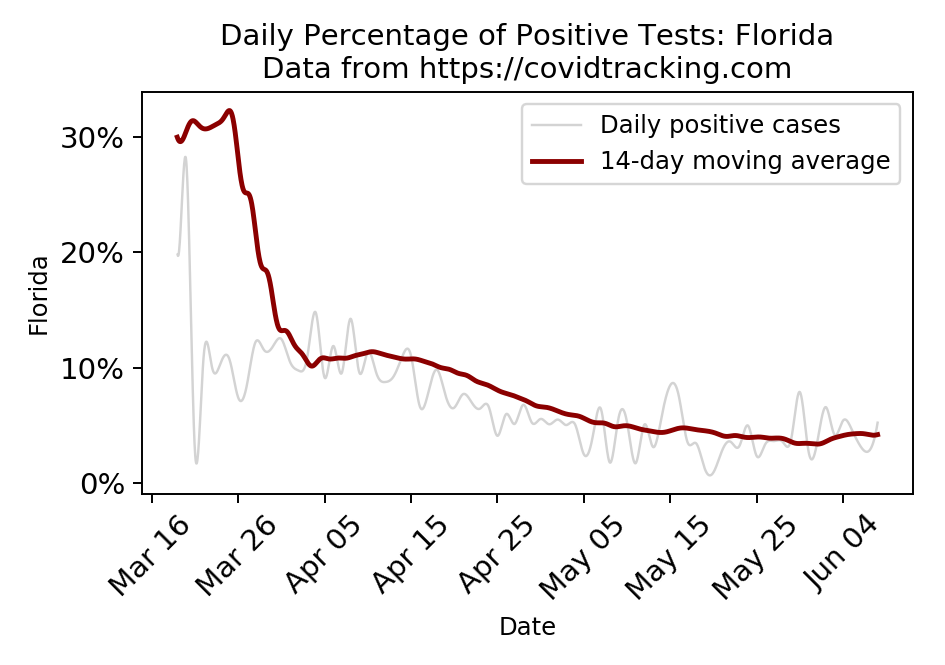 Daily Percentage of Positive Tests: Florida
Data from https://covidtracking.com
Daily positive cases
14-day moving average
30%
20%
10%
0%
Florida
Mar 16
Mar 26
Apr 05
Apr 15
Apr 25
May 05
May 15
May 25
Jun 04
Date